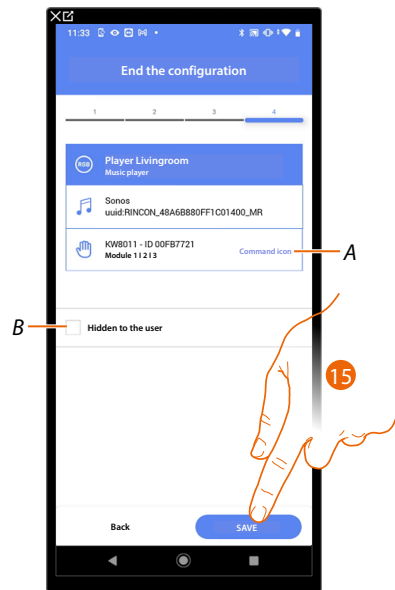 11:33
End the configuration
1 2 3 4
RGB
Player Livingroom
Music player
Sonos
uuid:RINCON_48A6B880FF1C01400_MR
KW8011 - ID 00FB7721
Module 1 I 2 I 3
Command icon
A
B
Hidden to the user
15
Back
SAVE